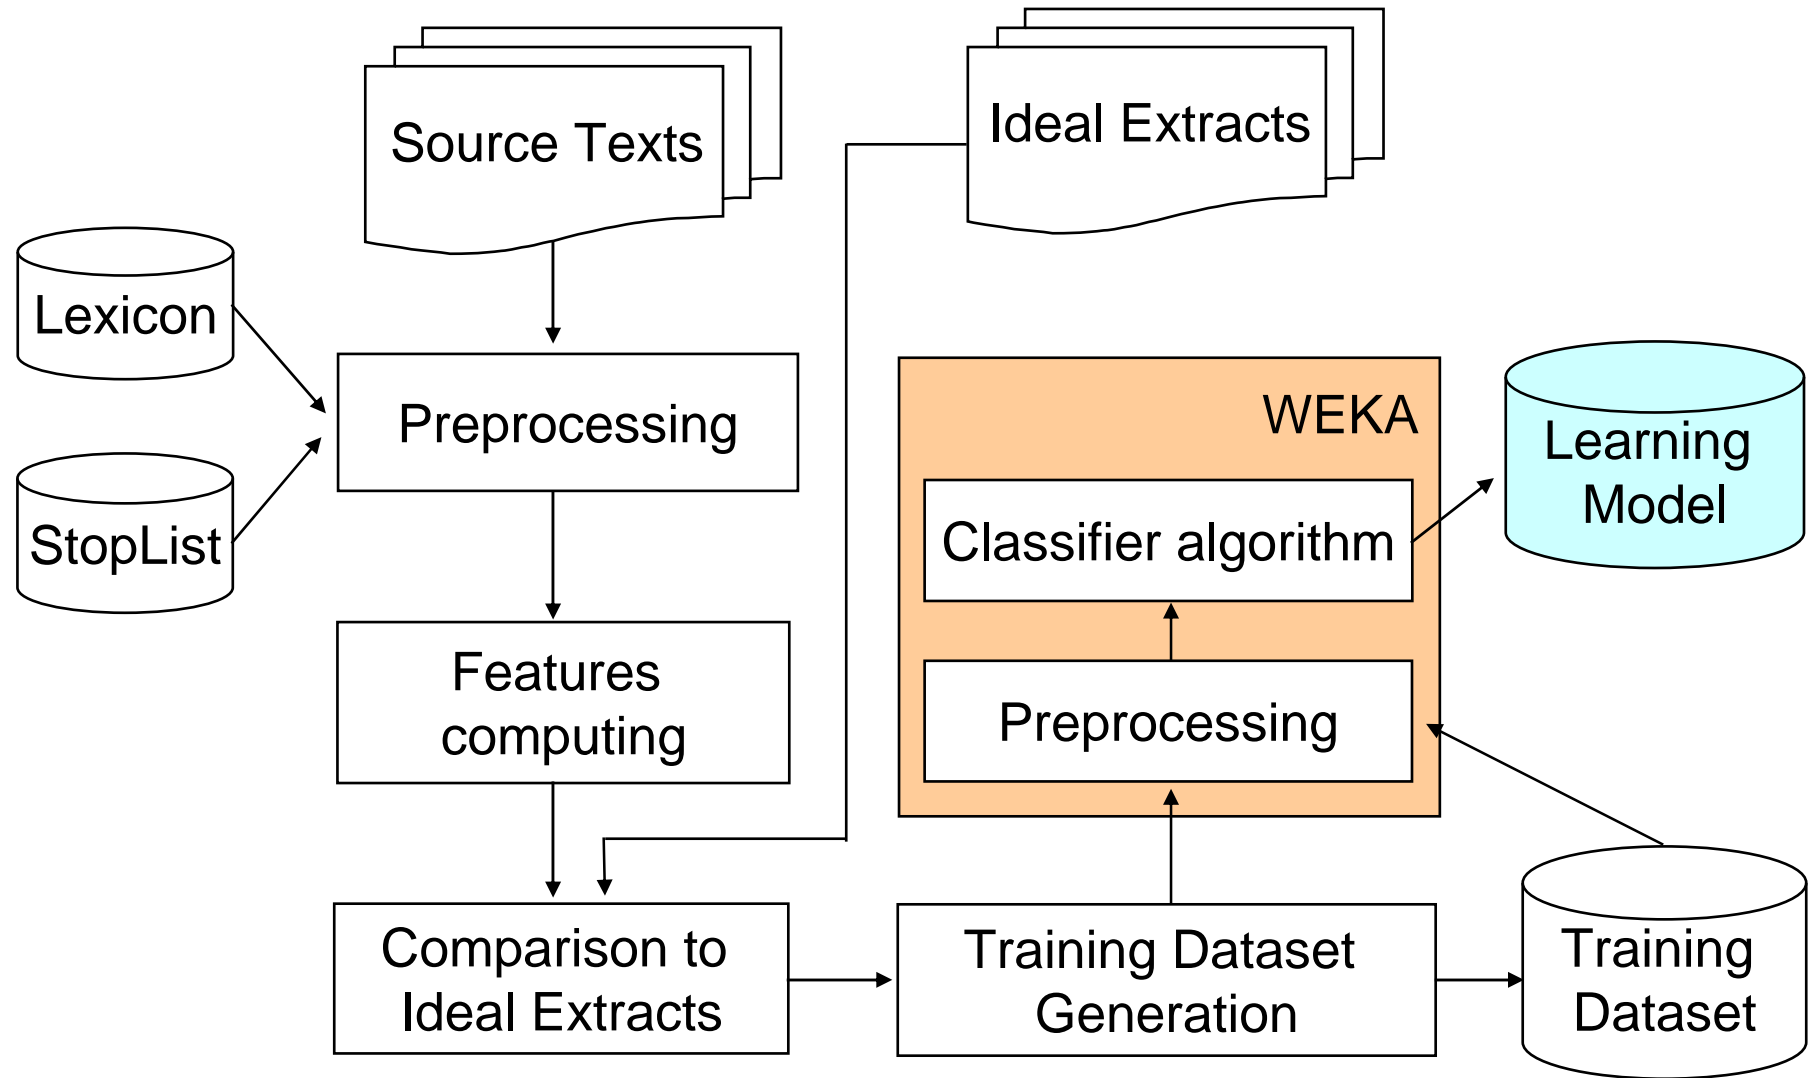 Source Texts
Ideal Extracts
Lexicon
StopList
Preprocessing
Features
computing
Comparison to
Ideal Extracts
Training Dataset
Generation
WEKA
Classifier algorithm
Preprocessing
Learning
Model
Training
Dataset